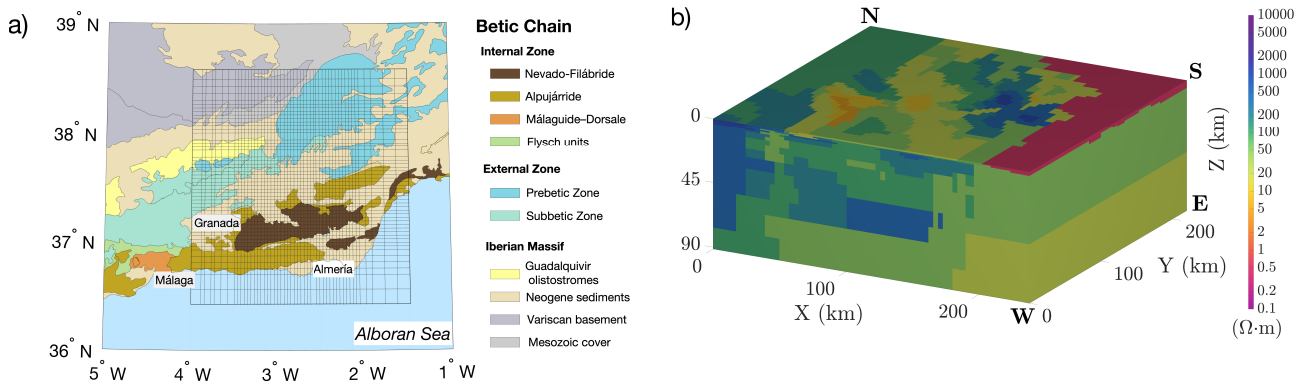 a)
39° N
38° N
37° N
36° N
5° W
4° W
3° W
2° W
1° W
Granada
Málaga
Almería
Alboran Sea
Betic Chain
Internal Zone
Nevado-Filábride
Alpujárride
Málaguide–Dorsale
Flysch units
External Zone
Prebetic Zone
Subbetic Zone
Iberian Massif
Guadalquivir
olistostromes
Neogene sediments
Variscan basement
Mesozoic cover
b)
N
S
E
W
0
45
90
Z (km)
0
100
200
X (km)
0
100
200
Y (km)
10000
5000
2000
1000
500
200
100
50
20
10
5
2
1
0.5
0.2
0.1
(Ω·m)